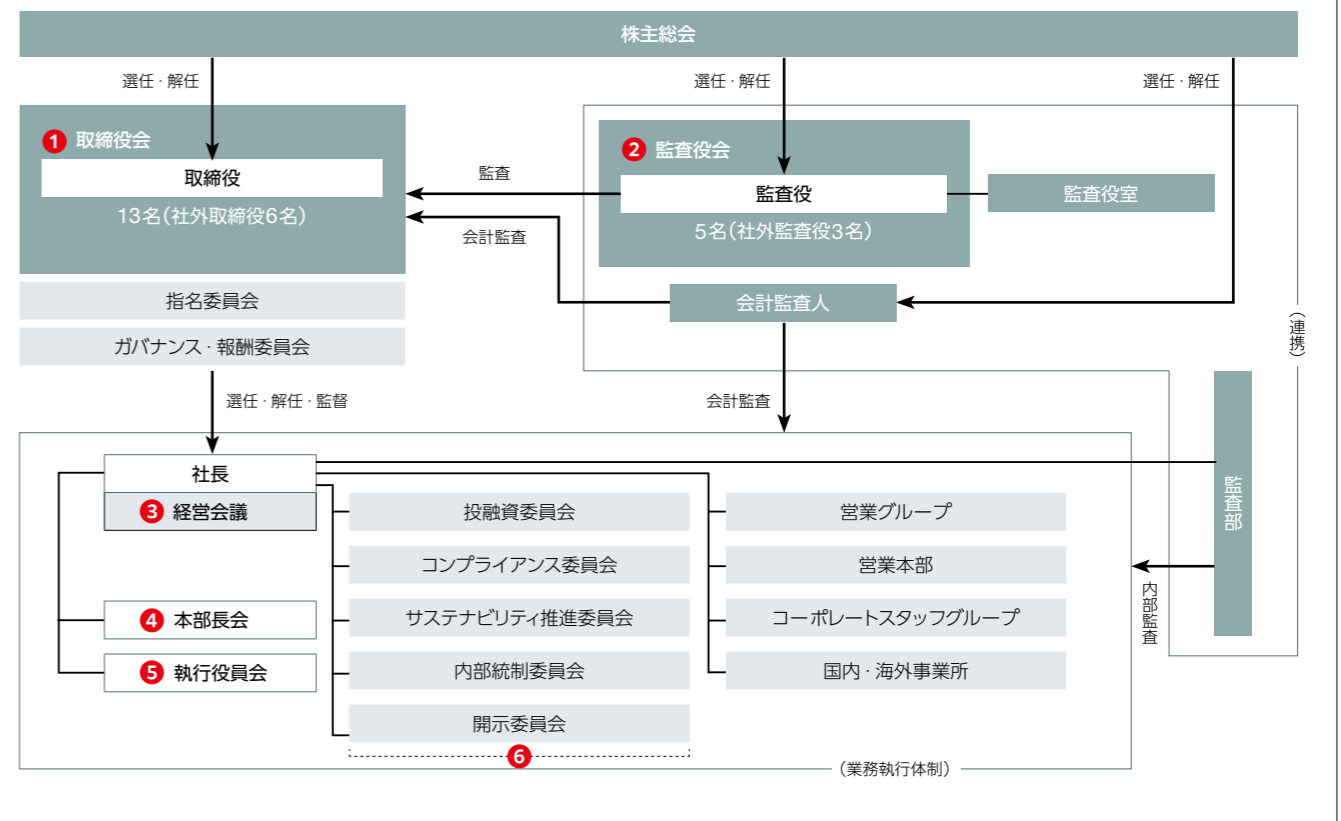 株主総会
選任・解任
選任・解任
選任・解任
1 取締役会
取締役
13名(社外取締役6名)
2 監査役会
監査役
5名(社外監査役3名)
監査役室
監査
会計監査
会計監査人
指名委員会
ガバナンス・報酬委員会
(連携)
選任・解任・監督
会計監査
社長
3 経営会議
4 本部長会
5 執行役員会
投融資委員会
コンプライアンス委員会
サステナビリティ推進委員会
内部統制委員会
開示委員会
6
営業グループ
営業本部
コーポレートスタッフグループ
国内・海外事業所
監査部
内部監査
(業務執行体制)